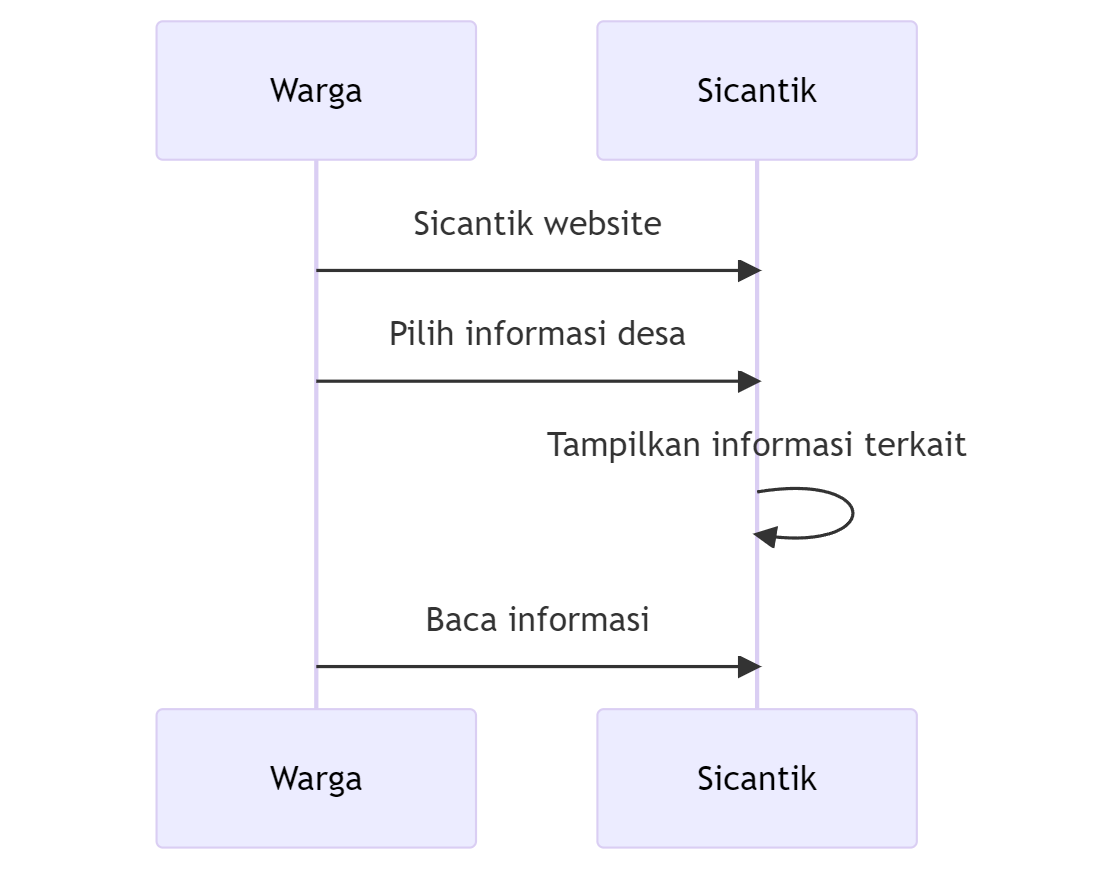 Warga
Sicantik
Sicantik website
Pilih informasi desa
Tampilkan informasi terkait
Baca informasi
Warga
Sicantik